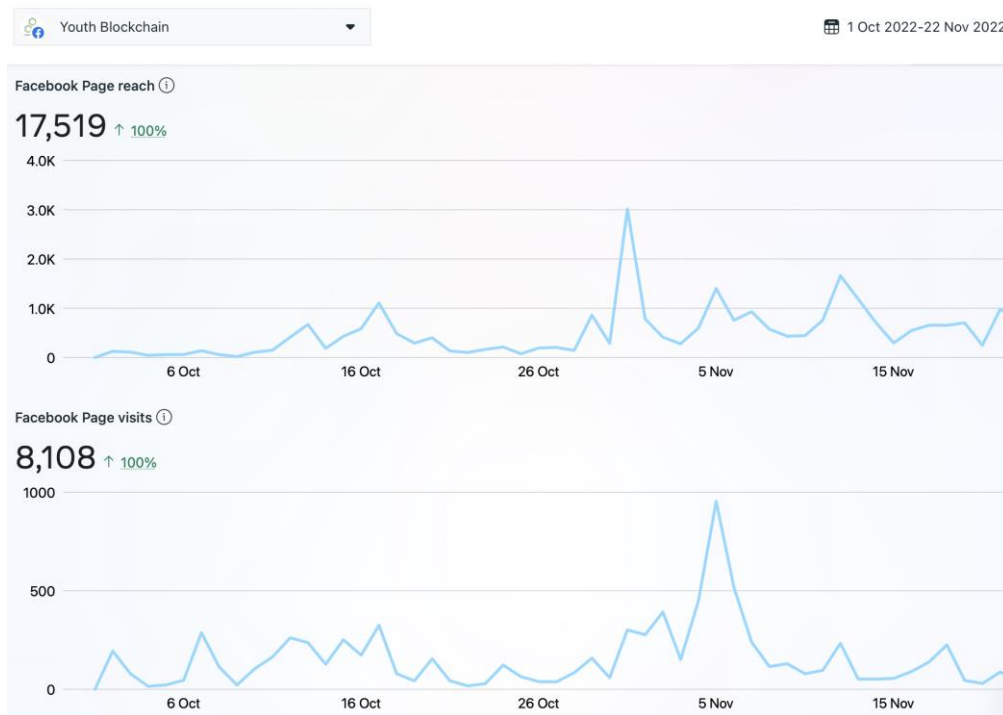 Youth Blockchain
1 Oct 2022-22 Nov 2022
Facebook Page reach
17,519 ↑ 100%
4.0K
3.0K
2.0K
1.0K
0
6 Oct 16 Oct 26 Oct 5 Nov 15 Nov
Facebook Page visits
8,108 ↑ 100%
1000
500
0
6 Oct 16 Oct 26 Oct 5 Nov 15 Nov